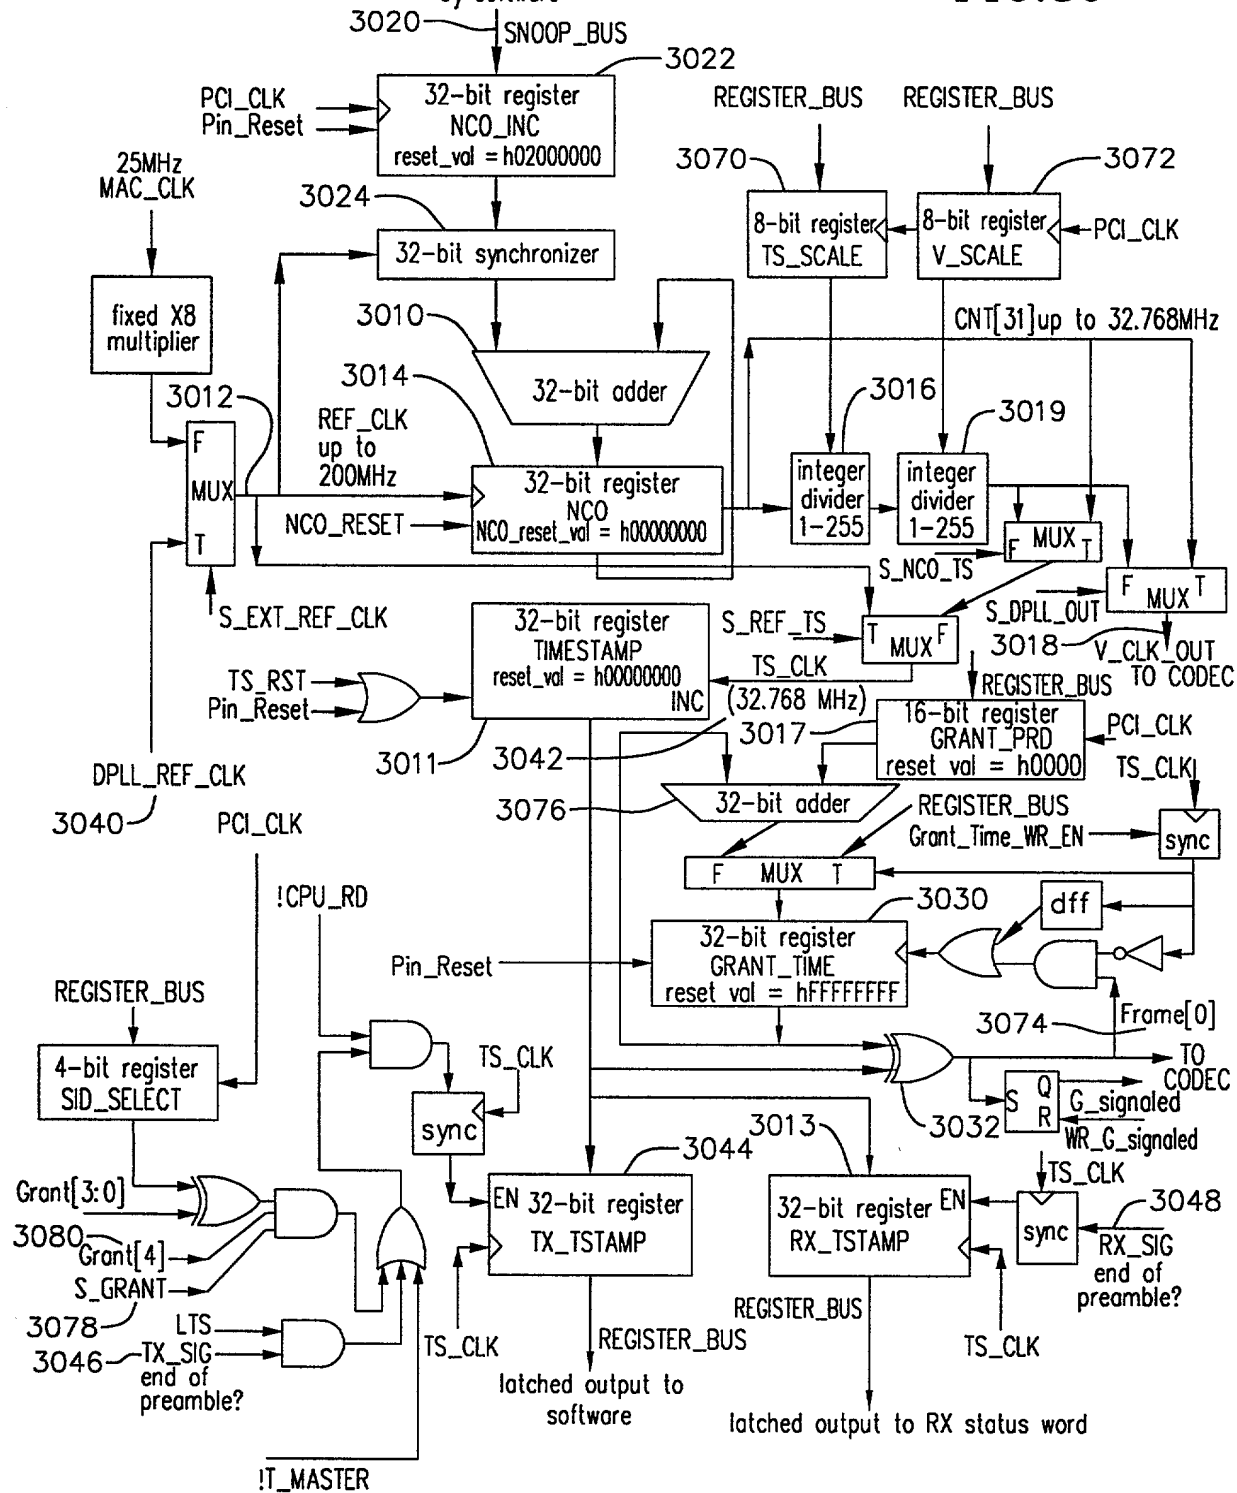 3020
SNOOP_BUS
3022
PCI_CLK
Pin_Reset
32-bit register
NCO_INC
reset_val = h02000000
REGISTER_BUS
REGISTER_BUS
3070
3072
25MHz
MAC_CLK
3024
32-bit synchronizer
8-bit register
TS_SCALE
8-bit register
V_SCALE
PCI_CLK
fixed X8
multiplier
3010
32-bit adder
CNT[31]up to 32.768MHz
3014
3012
3016
3019
REF_CLK
up to
200MHz
F
MUX
T
NCO_RESET
32-bit register
NCO
NCO_reset_val = h00000000
integer
divider
1-255
integer
divider
1-255
F MUX T
S_NCO_TS
F MUX T
S_DPLL_OUT
S_EXT_REF_CLK
32-bit register
TIMESTAMP
reset_val = h00000000
INC
S_REF_TS
T MUX F
3018
V_CLK_OUT
TO CODEC
TS_CLK
(32.768 MHz)
TS_RST
Pin_Reset
REGISTER_BUS
3011
3042
3017
16-bit register
GRANT_PRD
reset val = h0000
PCI_CLK
TS_CLK
DPLL_REF_CLK
3040
3076
32-bit adder
REGISTER_BUS
Grant_Time_WR_EN
sync
PCI_CLK
F MUX T
!CPU_RD
3030
dff
32-bit register
GRANT_TIME
reset val = hFFFFFFFF
Pin_Reset
REGISTER_BUS
3074
Frame[0]
4-bit register
SID_SELECT
TS_CLK
sync
TO
CODEC
S Q
R
G_signaled
WR_G_signaled
3032
3013
3044
TS_CLK
Grant[3:0]
3080
Grant[4]
S_GRANT
3078
EN 32-bit register
TX_TSTAMP
32-bit register EN
RX_TSTAMP
sync
3048
RX_SIG
end of
preamble?
LTS
3046
TX_SIG
end of
preamble?
TS_CLK
REGISTER_BUS
REGISTER_BUS
TS_CLK
latched output to
software
latched output to RX status word
!T_MASTER